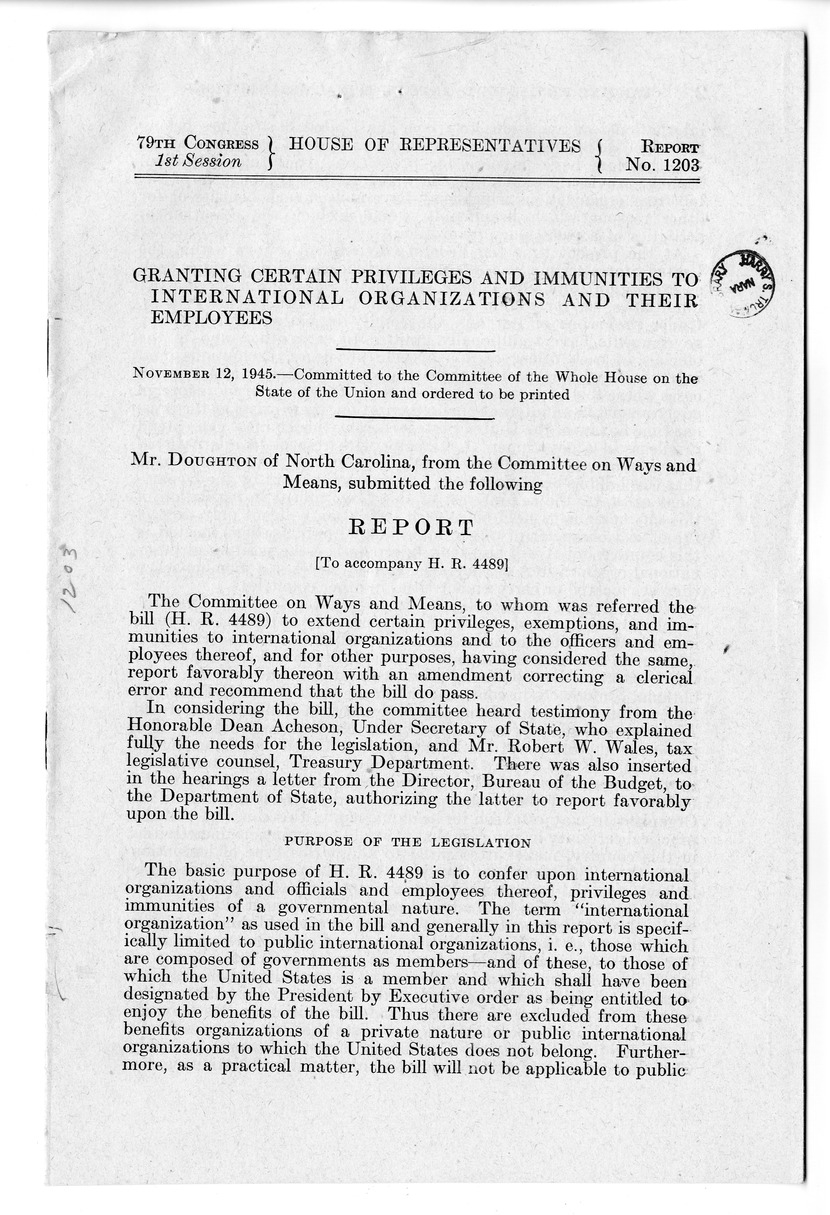 79TH CONGRESS } HOUSE OF REPRESENTATIVES { REPORT
1st Session } { No. 1203
GRANTING CERTAIN PRIVILEGES AND IMMUNITIES TO
INTERNATIONAL ORGANIZATIONS AND THEIR
EMPLOYEES
HARRY S. TRU
NARA
RARY
NOVEMBER 12, 1945.—Committed to the Committee of the Whole House on the
State of the Union and ordered to be printed
Mr. DOUGHTON of North Carolina, from the Committee on Ways and
Means, submitted the following
REPORT
[To accompany H. R. 4489]
1203
The Committee on Ways and Means, to whom was referred the
bill (H. R. 4489) to extend certain privileges, exemptions, and im-
munities to international organizations and to the officers and em-
ployees thereof, and for other purposes, having considered the same,
report favorably thereon with an amendment correcting a clerical
error and recommend that the bill do pass.
In considering the bill, the committee heard testimony from the
Honorable Dean Acheson, Under Secretary of State, who explained
fully the needs for the legislation, and Mr. Robert W. Wales, tax
legislative counsel, Treasury Department. There was also inserted
in the hearings a letter from the Director, Bureau of the Budget, to
the Department of State, authorizing the latter to report favorably
upon the bill.
PURPOSE OF THE LEGISLATION
The basic purpose of H. R. 4489 is to confer upon international
organizations and officials and employees thereof, privileges and
immunities of a governmental nature. The term "international
organization" as used in the bill and generally in this report is specif-
ically limited to public international organizations, i. e., those which
are composed of governments as members—and of these, to those of
which the United States is a member and which shall have been
designated by the President by Executive order as being entitled to
enjoy the benefits of the bill. Thus there are excluded from these
benefits organizations of a private nature or public international
organizations to which the United States does not belong. Further-
more, as a practical matter, the bill will not be applicable to public